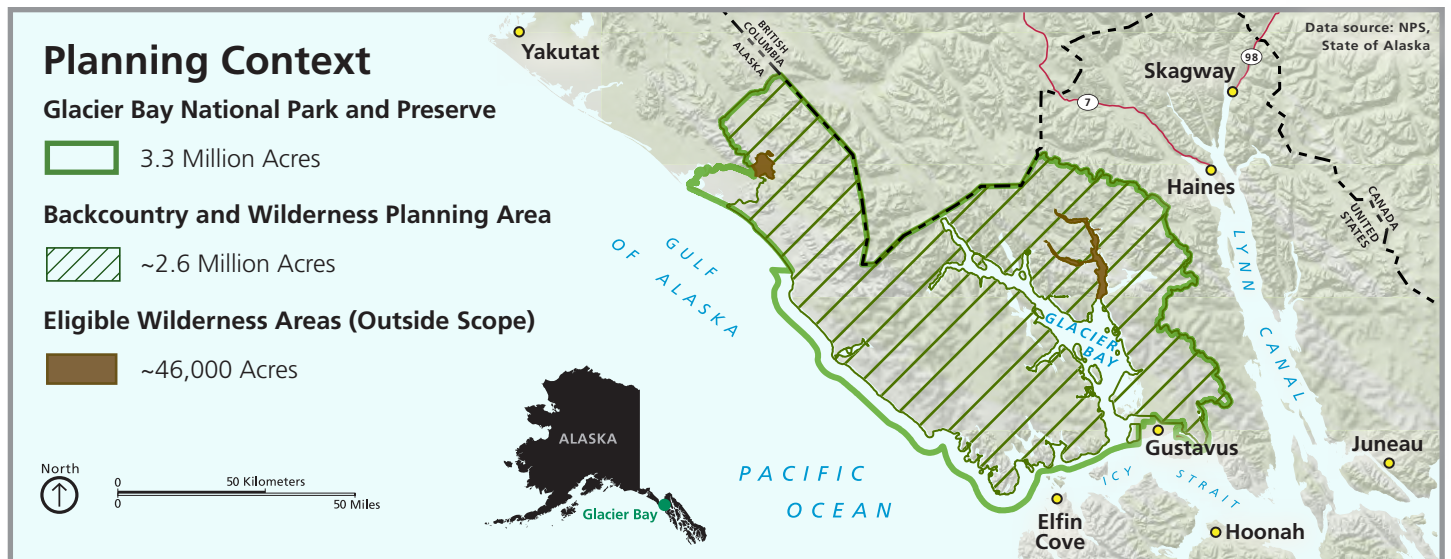 Planning Context
Glacier Bay National Park and Preserve
3.3 Million Acres
Backcountry and Wilderness Planning Area
~2.6 Million Acres
Eligible Wilderness Areas (Outside Scope)
~46,000 Acres
North
0
50 Kilometers
0
50 Miles
ALASKA
Glacier Bay
Yakutat
BRITISH
COLUMBIA
ALASKA
Data source: NPS,
State of Alaska
98
Skagway
7
Haines
CANADA
UNITED
STATES
LYNN
CANAL
GULF
OF ALASKA
GLACIER
BAY
PACIFIC
OCEAN
Gustavus
ICY STRAIT
Juneau
Elfin
Cove
Hoonah